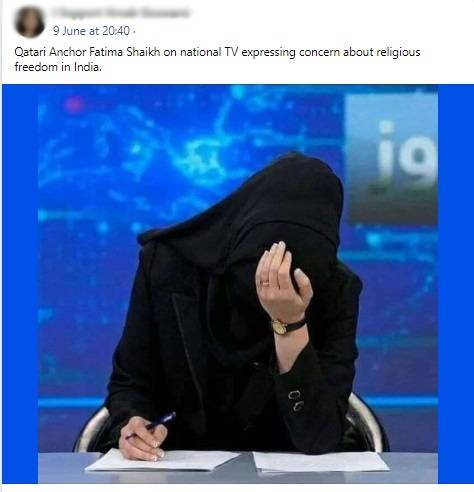 9 June at 20:40 ·
Qatari Anchor Fatima Shaikh on national TV expressing concern about religious
freedom in India.